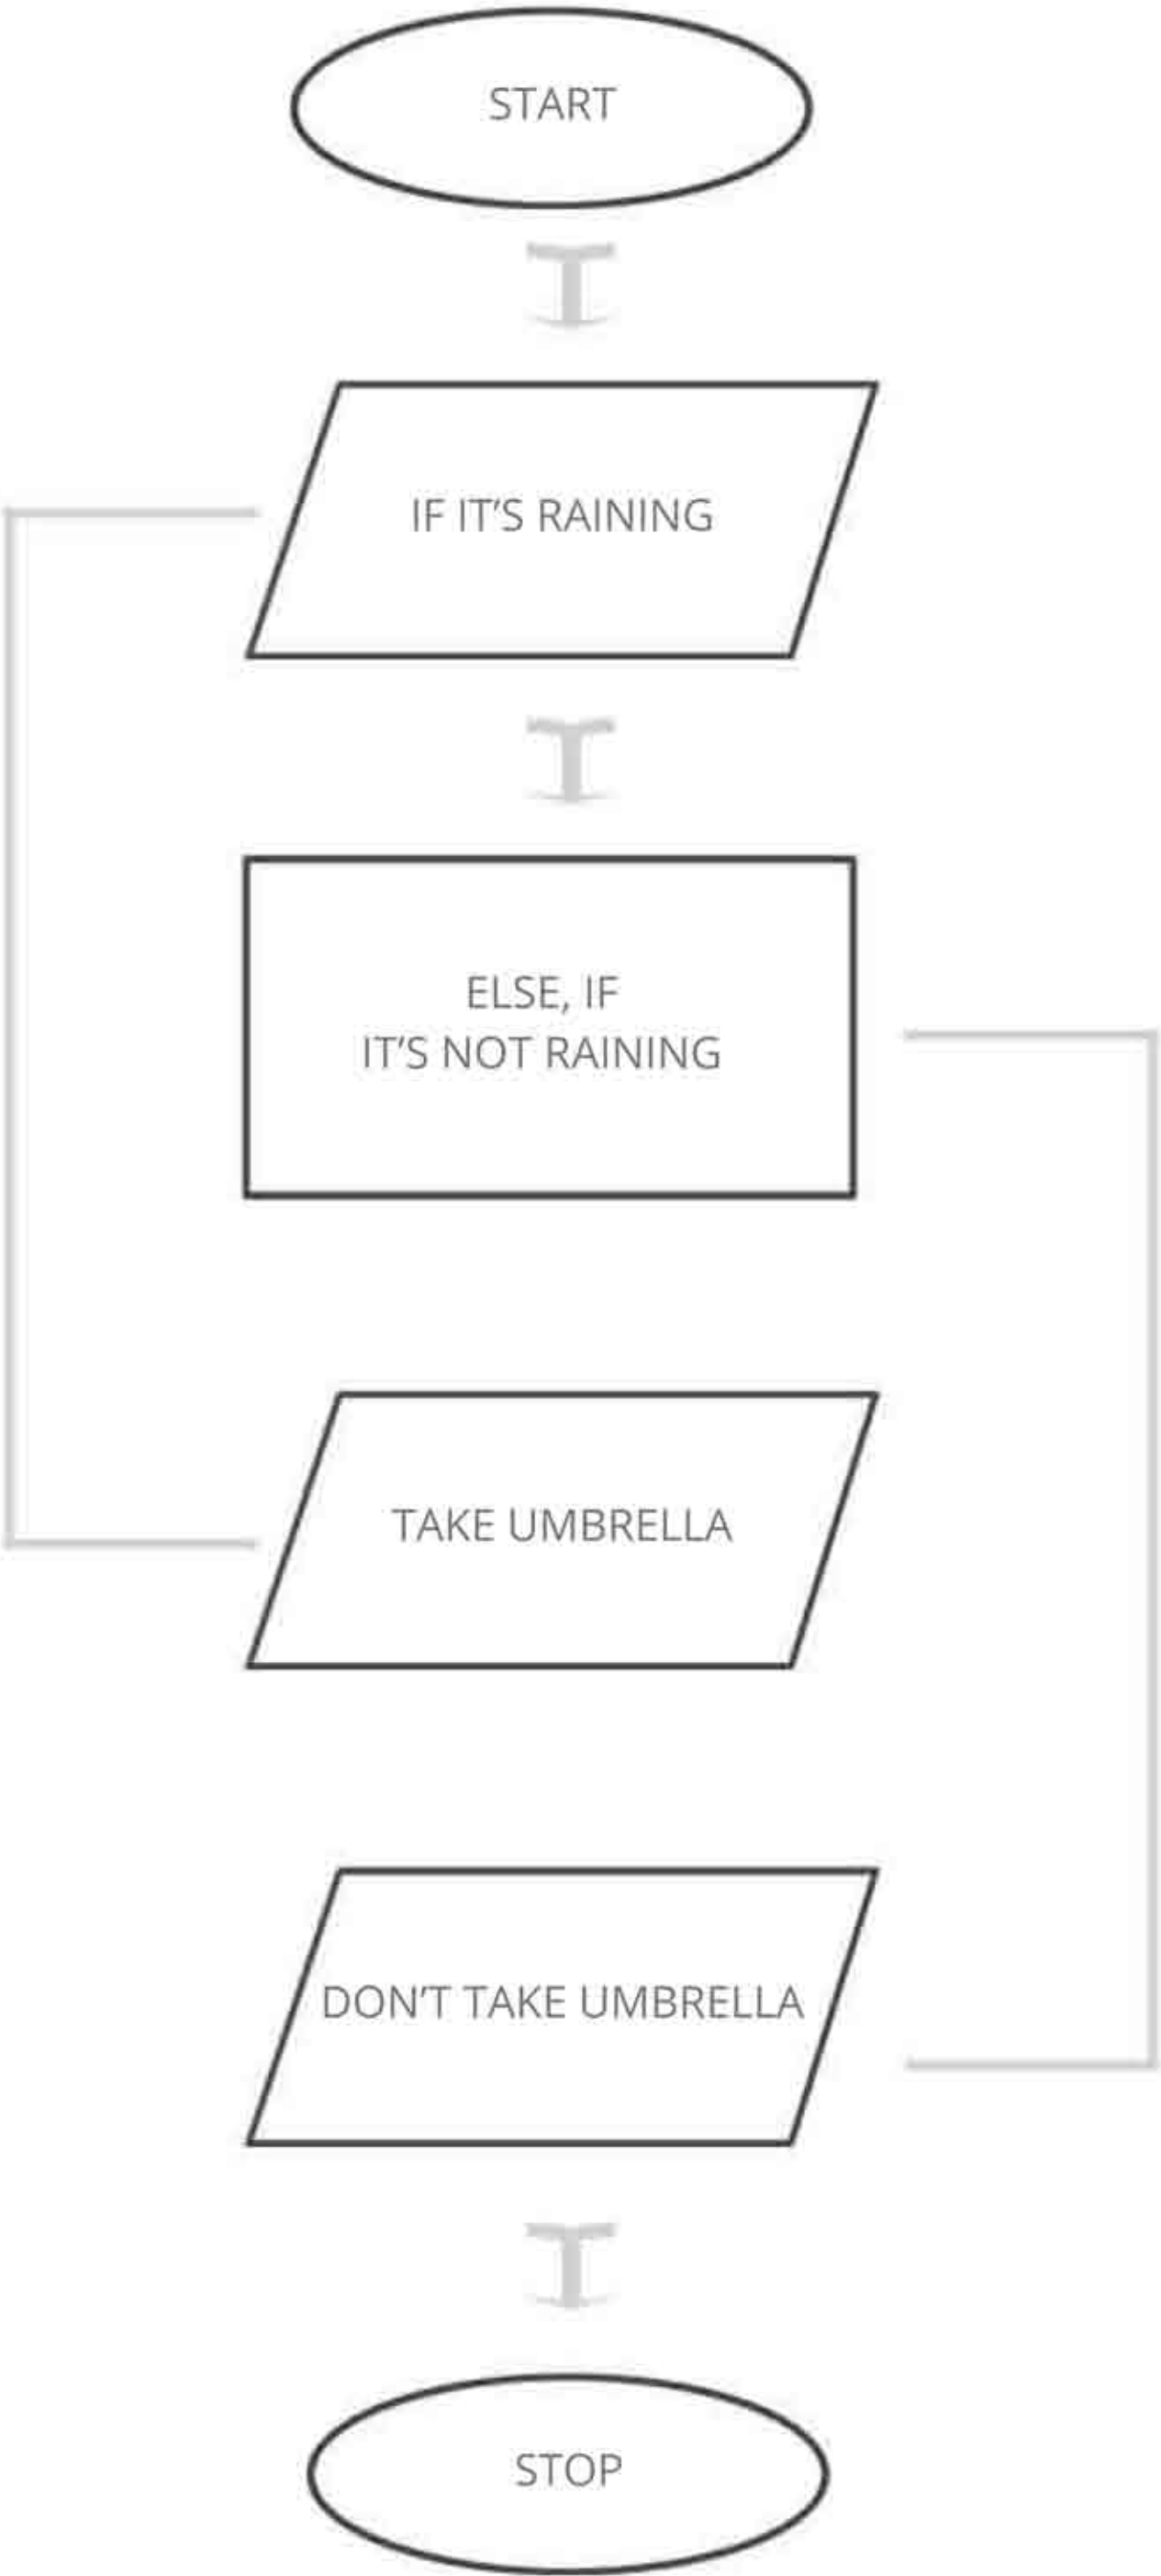 START
IF IT'S RAINING
ELSE, IF
IT'S NOT RAINING
TAKE UMBRELLA
DON'T TAKE UMBRELLA
STOP